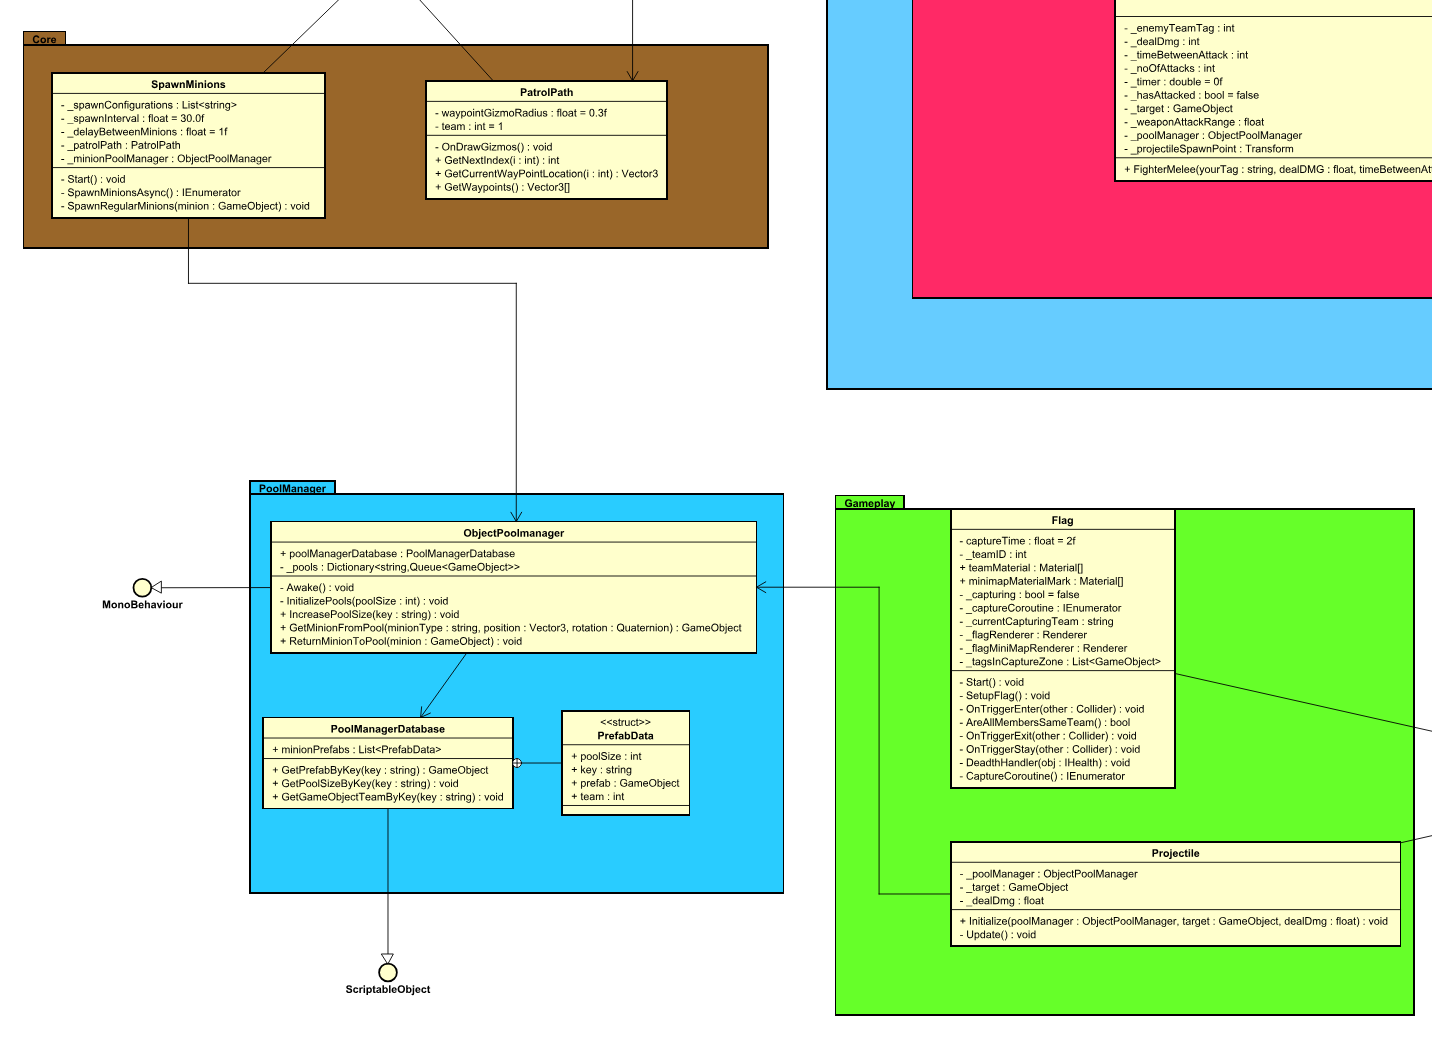 Core
SpawnMinions
- _spawnConfigurations : List<string>
- _spawnInterval : float = 30.0f
- _delayBetweenMinions : float = 1f
- _patrolPath : PatrolPath
- _minionPoolManager : ObjectPoolManager
- Start() : void
- SpawnMinionsAsync() : IEnumerator
- SpawnRegularMinions(minion : GameObject) : void
PatrolPath
- waypointGizmoRadius : float = 0.3f
- team : int = 1
- OnDrawGizmos() : void
+ GetNextIndex(i : int) : int
+ GetCurrentWayPointLocation(i : int) : Vector3
+ GetWaypoints() : Vector3[]
- _enemyTeamTag : int
- _dealDmg : int
- _timeBetweenAttack : int
- _noOfAttacks : int
- _timer : double = 0f
- _hasAttacked : bool = false
- _target : GameObject
- _weaponAttackRange : float
- _poolManager : ObjectPoolManager
- _projectileSpawnPoint : Transform
+ FighterMelee(yourTag : string, dealDMG : float, timeBetweenAt
PoolManager
ObjectPoolmanager
+ poolManagerDatabase : PoolManagerDatabase
- _pools : Dictionary<string,Queue<GameObject>>
- Awake() : void
- InitializePools(poolSize : int) : void
+ IncreasePoolSize(key : string) : void
+ GetMinionFromPool(minionType : string, position : Vector3, rotation : Quaternion) : GameObject
+ ReturnMinionToPool(minion : GameObject) : void
MonoBehaviour
PoolManagerDatabase
+ minionPrefabs : List<PrefabData>
+ GetPrefabByKey(key : string) : GameObject
+ GetPoolSizeByKey(key : string) : void
+ GetGameObjectTeamByKey(key : string) : void
<<struct>>
PrefabData
+ poolSize : int
+ key : string
+ prefab : GameObject
+ team : int
ScriptableObject
Gameplay
Flag
- captureTime : float = 2f
- _teamID : int
+ teamMaterial : Material[]
+ minimapMaterialMark : Material[]
- _capturing : bool = false
- _captureCoroutine : IEnumerator
- _currentCapturingTeam : string
- _flagRenderer : Renderer
- _flagMiniMapRenderer : Renderer
- _tagsInCaptureZone : List<GameObject>
- Start() : void
- SetupFlag() : void
- OnTriggerEnter(other : Collider) : void
- AreAllMembersSameTeam() : bool
- OnTriggerExit(other : Collider) : void
- OnTriggerStay(other : Collider) : void
- DeadthHandler(obj : IHealth) : void
- CaptureCoroutine() : IEnumerator
Projectile
- _poolManager : ObjectPoolManager
- _target : GameObject
- _dealDmg : float
+ Initialize(poolManager : ObjectPoolManager, target : GameObject, dealDmg : float) : void
- Update() : void